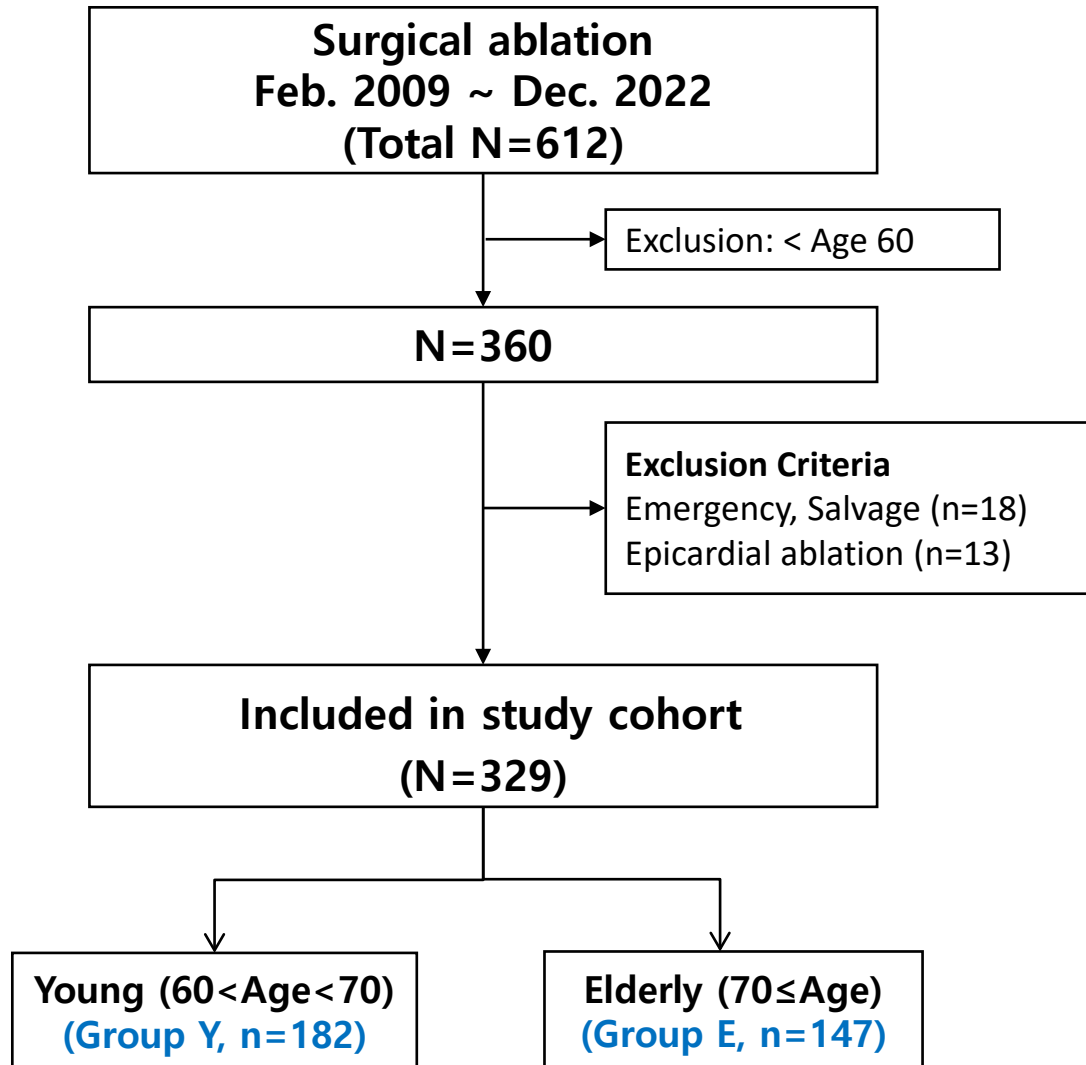 Surgical ablation
Feb. 2009 ~ Dec. 2022
(Total N=612)
Exclusion: < Age 60
N=360
Exclusion Criteria
Emergency, Salvage (n=18)
Epicardial ablation (n=13)
Included in study cohort
(N=329)
Young (60<Age<70)
(Group Y, n=182)
Elderly (70≤Age)
(Group E, n=147)